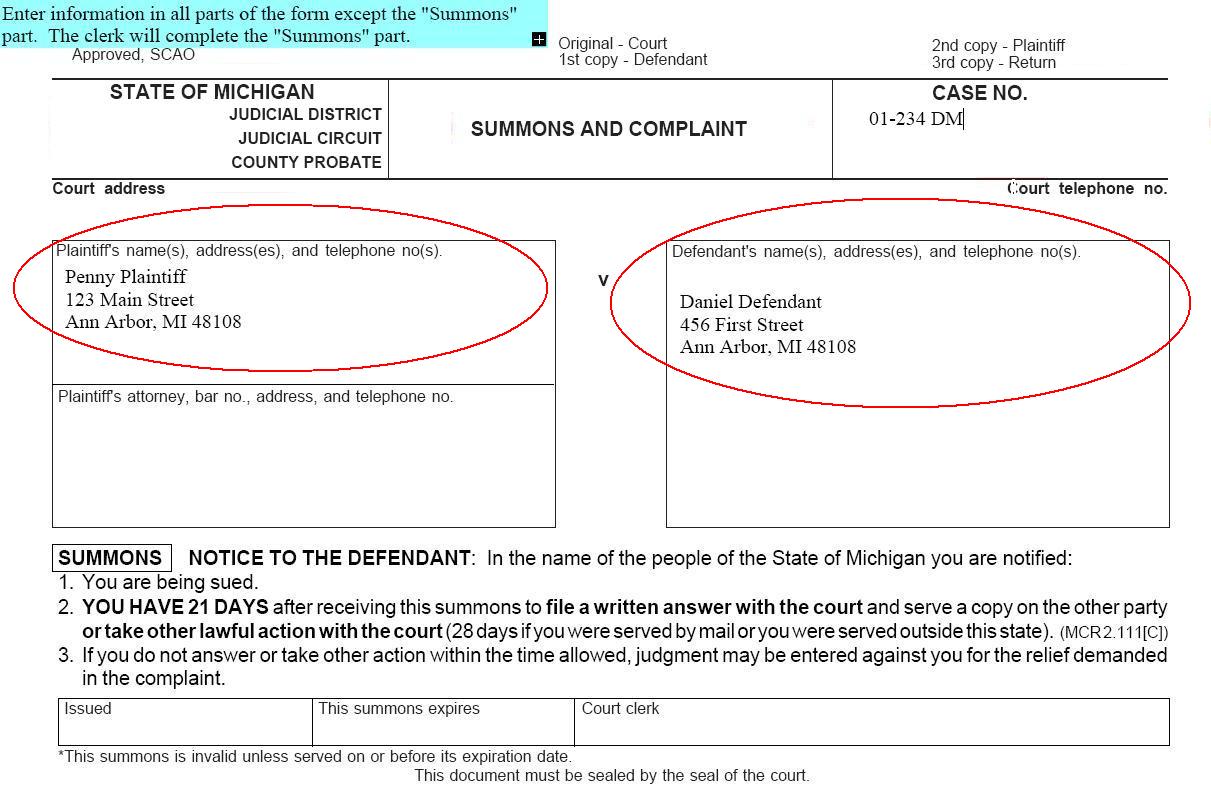 Enter information in all parts of the form except the "Summons"
part. The clerk will complete the "Summons" part.
Approved, SCAO
Original - Court
1st copy - Defendant
2nd copy - Plaintiff
3rd copy - Return
STATE OF MICHIGAN
JUDICIAL DISTRICT
JUDICIAL CIRCUIT
COUNTY PROBATE
SUMMONS AND COMPLAINT
CASE NO.
01-234 DM
Court address
Court telephone no.
Plaintiff's name(s), address(es), and telephone no(s).
Penny Plaintiff
123 Main Street
Ann Arbor, MI 48108
v
Defendant's name(s), address(es), and telephone no(s).
Daniel Defendant
456 First Street
Ann Arbor, MI 48108
Plaintiff's attorney, bar no., address, and telephone no.
SUMMONS NOTICE TO THE DEFENDANT: In the name of the people of the State of Michigan you are notified:
1. You are being sued.
2. YOU HAVE 21 DAYS after receiving this summons to file a written answer with the court and serve a copy on the other party
or take other lawful action with the court (28 days if you were served by mail or you were served outside this state). (MCR 2.111[C])
3. If you do not answer or take other action within the time allowed, judgment may be entered against you for the relief demanded
in the complaint.
Issued
This summons expires
Court clerk
*This summons is invalid unless served on or before its expiration date.
This document must be sealed by the seal of the court.